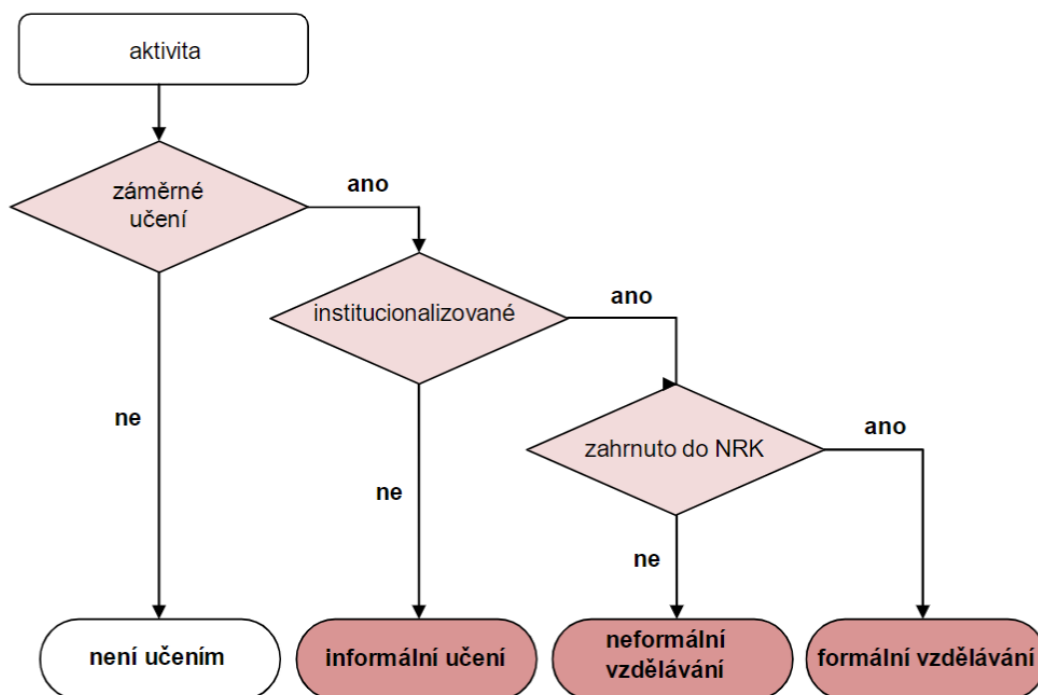 aktivita
záměrné
učení
ano
institucionalizované
ano
ne
zahrnuto do NRK
ano
ne
ne
není učením
informální učení
neformální
vzdělávání
formální vzdělávání